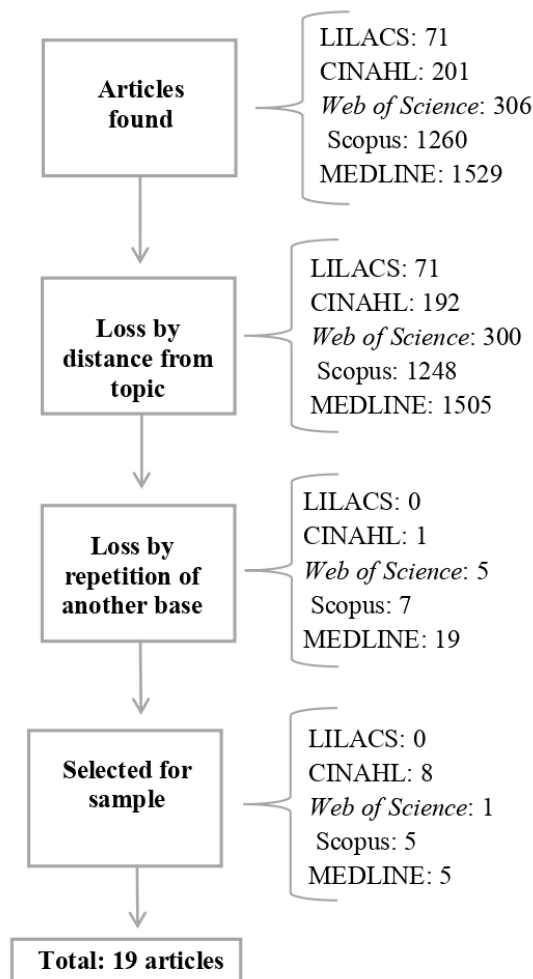 Articles
found
LILACS: 71
CINAHL: 201
Web of Science: 306
Scopus: 1260
MEDLINE: 1529
Loss by
distance from
topic
LILACS: 71
CINAHL: 192
Web of Science: 300
Scopus: 1248
MEDLINE: 1505
Loss by
repetition of
another base
LILACS: 0
CINAHL: 1
Web of Science: 5
Scopus: 7
MEDLINE: 19
Selected for
sample
LILACS: 0
CINAHL: 8
Web of Science: 1
Scopus: 5
MEDLINE: 5
Total: 19 articles